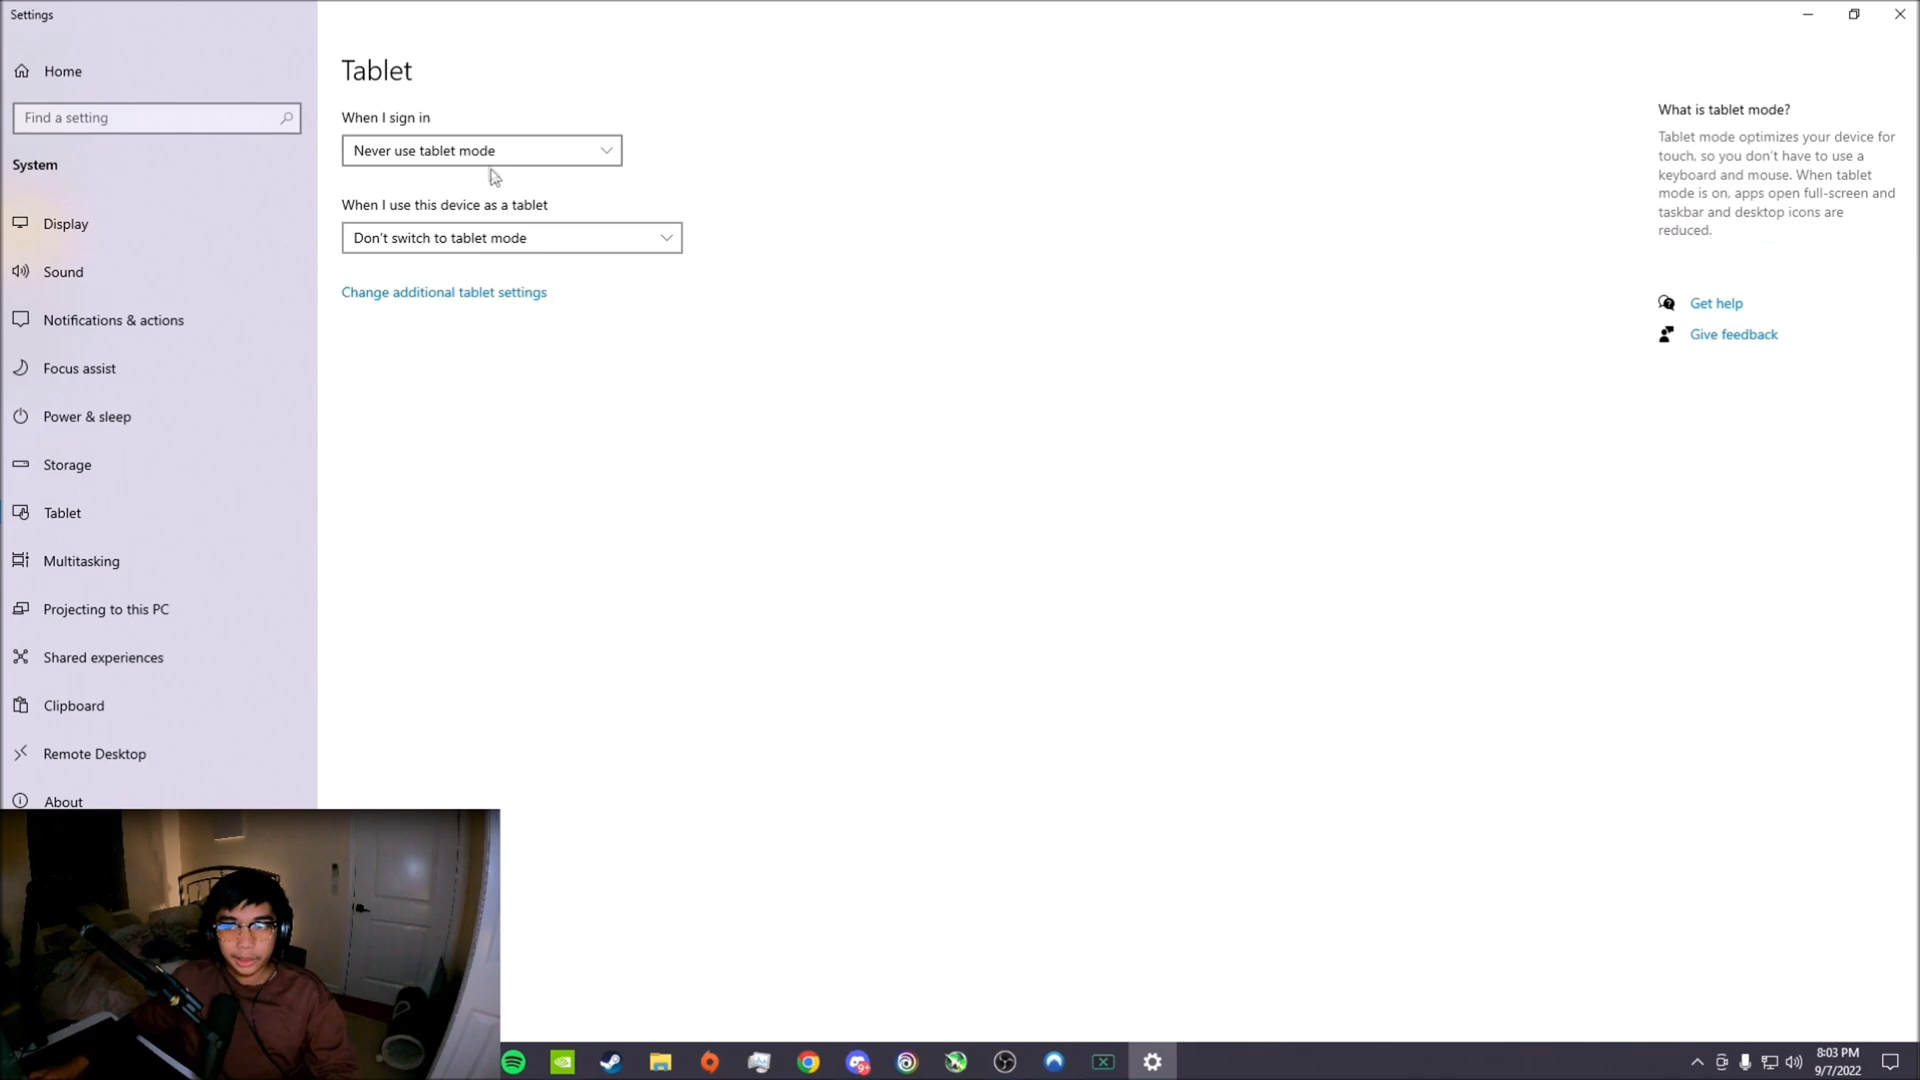 Settings
Home
Find a setting
System
Display
Sound
Notifications & actions
Focus assist
Power & sleep
Storage
Tablet
Multitasking
Projecting to this PC
Shared experiences
Clipboard
Remote Desktop
About
Tablet
When I sign in
Never use tablet mode
When I use this device as a tablet
Don't switch to tablet mode
Change additional tablet settings
What is tablet mode?
Tablet mode optimizes your device for
touch, so you don't have to use a
keyboard and mouse. When tablet
mode is on, apps open full-screen and
taskbar and desktop icons are
reduced.
Get help
Give feedback
9+
8:03 PM
9/7/2022